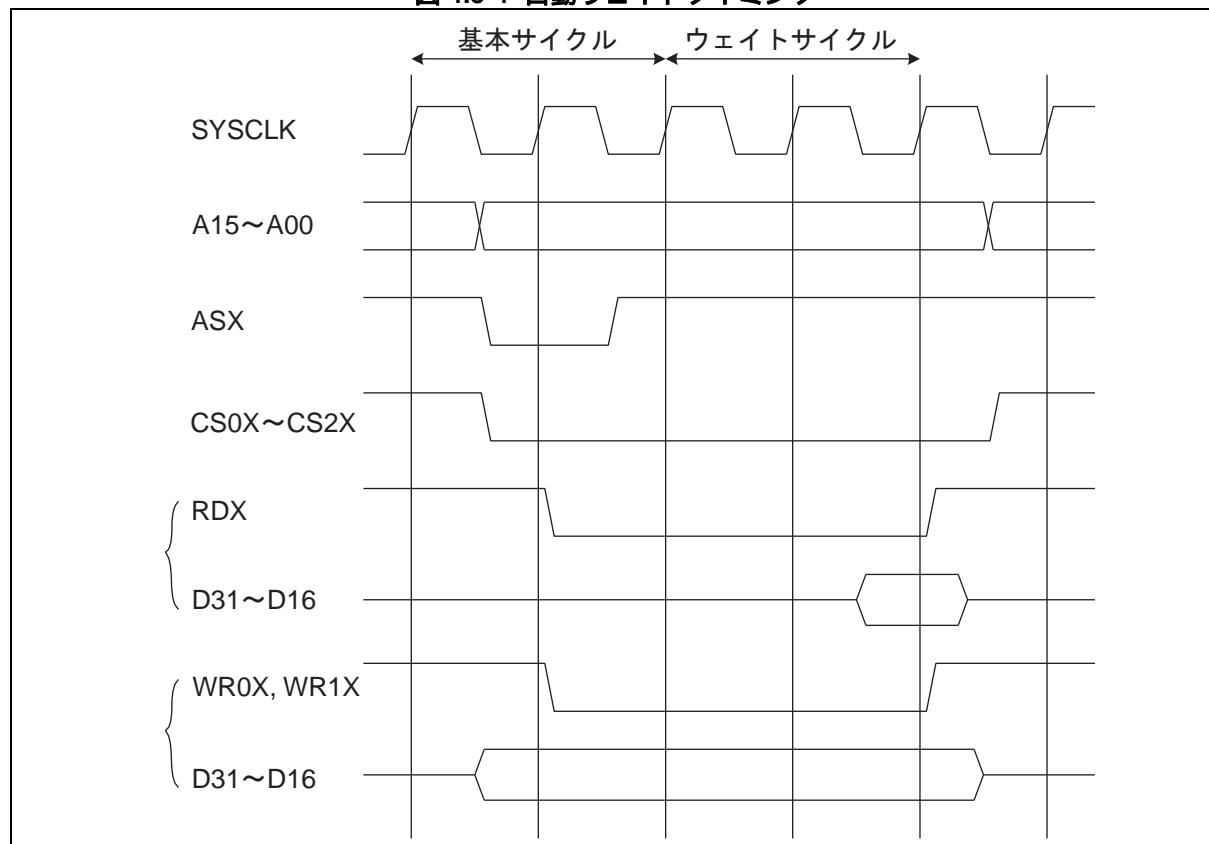 基本サイクル ウェイトサイクル
SYSCLK
A15～A00
ASX
CS0X～CS2X
RDX
D31～D16
WR0X, WR1X
D31～D16